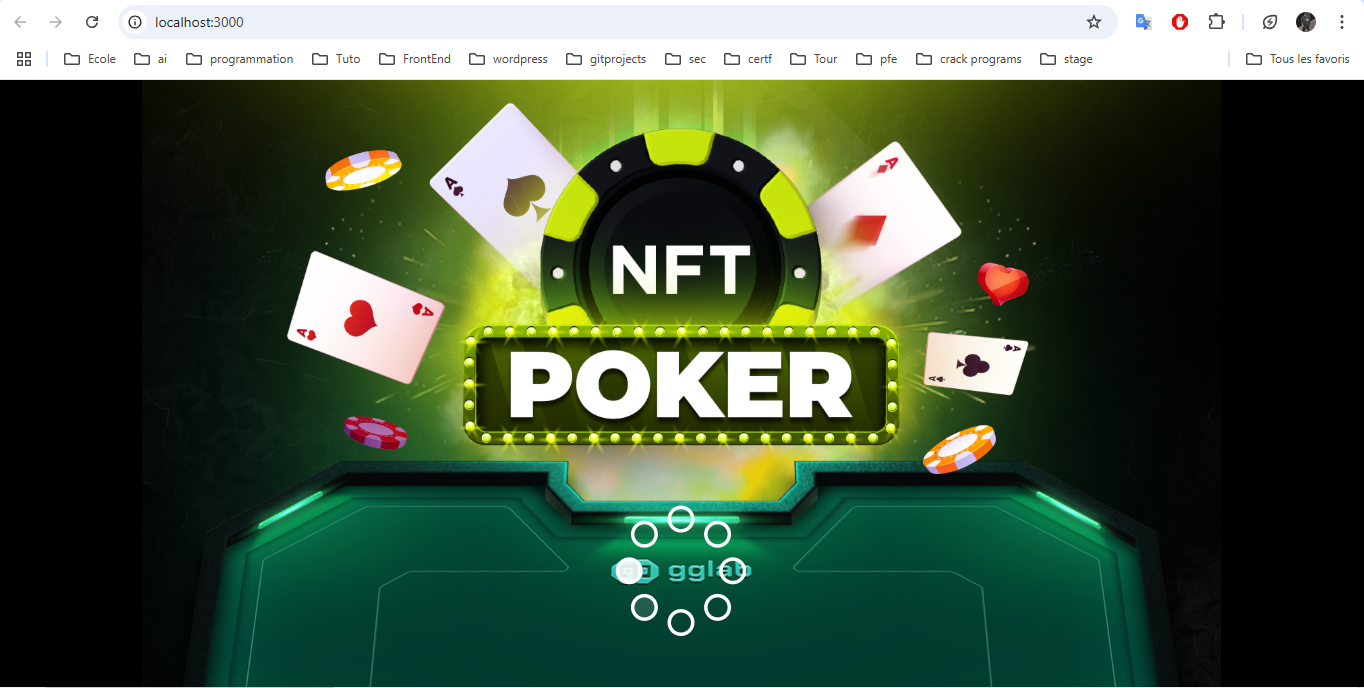 localhost:3000
Ecole ai programmation Tuto FrontEnd wordpress gitprojects sec certf Tour pfe crack programs stage Tous les favoris
A
A
NFT
A
A
POKER
A
A
gglab